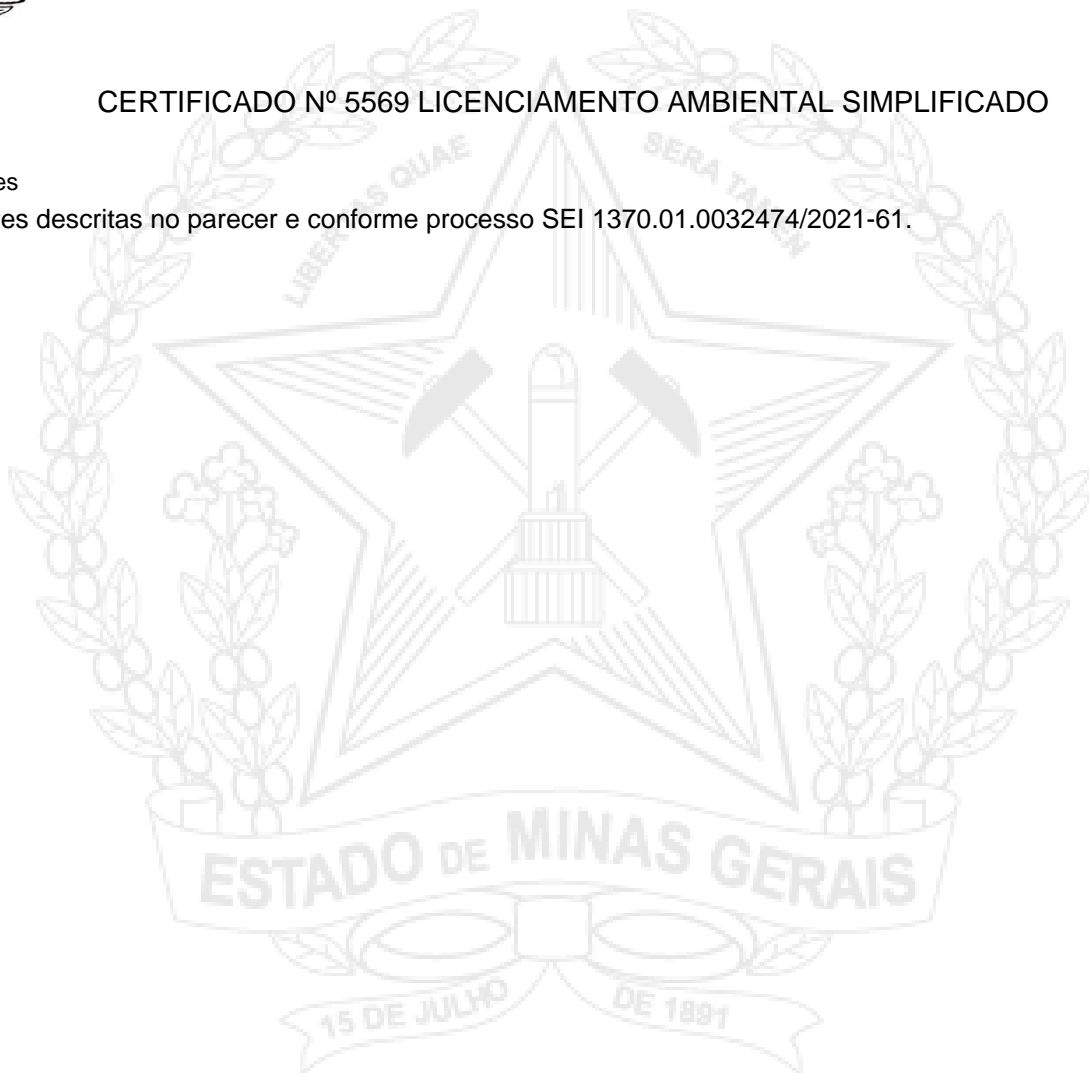 CERTIFICADO Nº 5569 LICENCIAMENTO AMBIENTAL SIMPLIFICADO
es
es descritas no parecer e conforme processo SEI 1370.01.0032474/2021-61.
LIBERTAS QUAE SERA TAMEN
ESTADO DE MINAS GERAIS
15 DE JULHO DE 1891